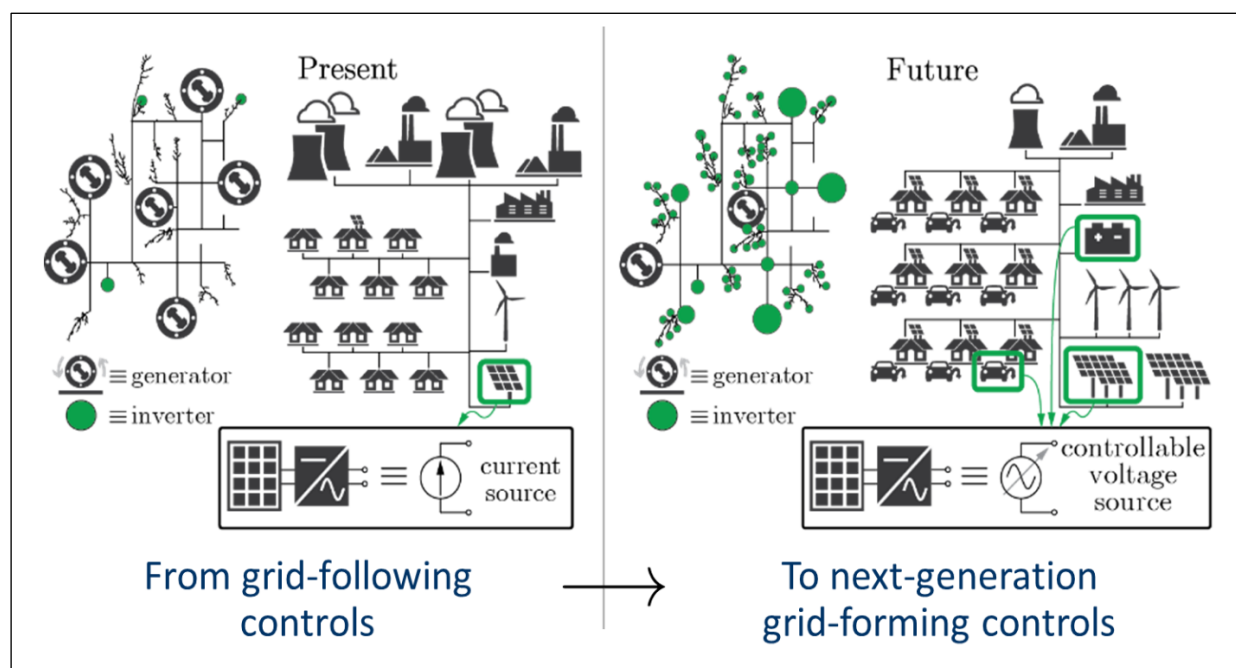 Present
≡ generator
≡ inverter
≡
current
source
From grid-following
controls
Future
≡ generator
≡ inverter
≡
controllable
voltage
source
To next-generation
grid-forming controls